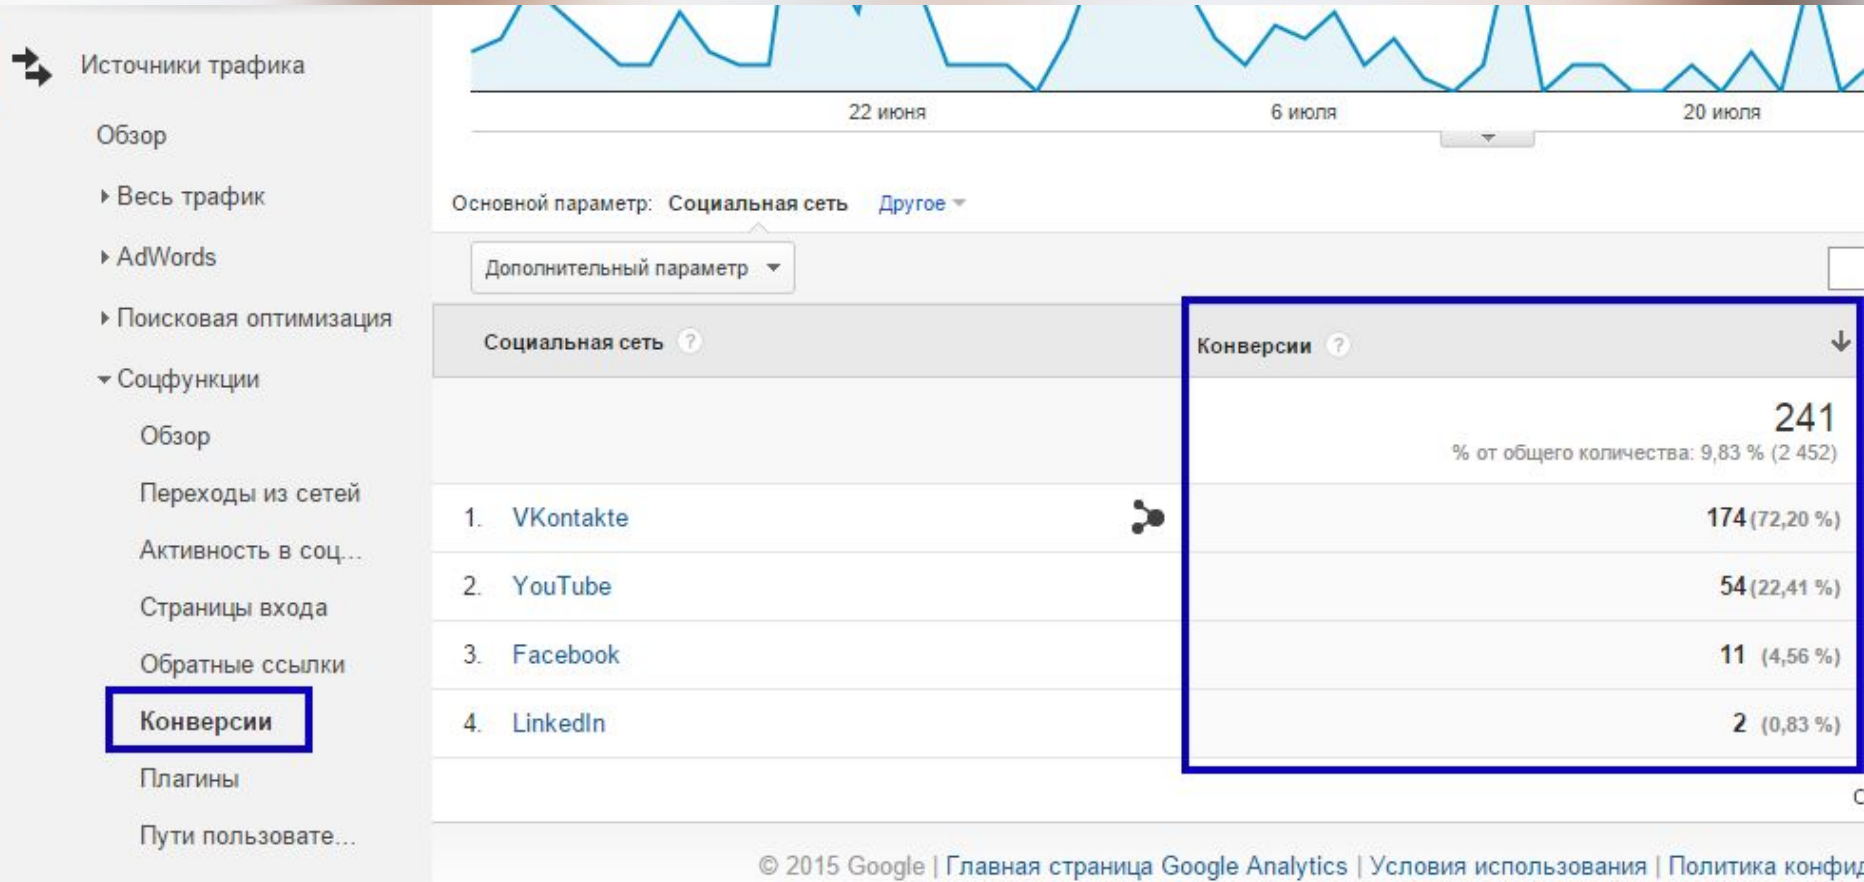 Источники трафика
Обзор
Весь трафик
AdWords
Поисковая оптимизация
Соцфункции
Обзор
Переходы из сетей
Активность в соц...
Страницы входа
Обратные ссылки
Конверсии
Плагины
Пути пользовате...
22 июня 6 июля 20 июля
Основной параметр: Социальная сеть Другое
Дополнительный параметр
Социальная сеть ? Конверсии ?
241
% от общего количества: 9,83 % (2 452)
1. VKontakte 174 (72,20 %)
2. YouTube 54 (22,41 %)
3. Facebook 11 (4,56 %)
4. LinkedIn 2 (0,83 %)
© 2015 Google | Главная страница Google Analytics | Условия использования | Политика